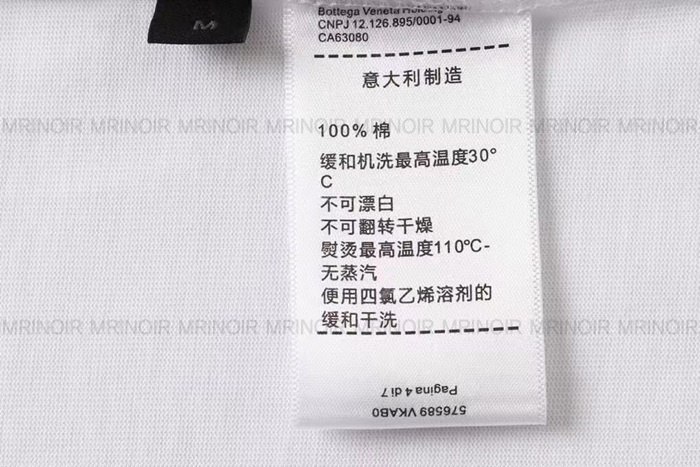 M
Bottega Veneta Holding
CNPJ 12.126.895/0001-94
CA63080
意大利制造
MRINOIR MRINOIR MRINOIR MRINOIR MRINOIR MRINOIR MRINOIR MRINOIR
100% 棉
缓和机洗最高温度30°
C
不可漂白
不可翻转干燥
熨烫最高温度110℃-
无蒸汽
便用四氯乙烯溶剂的
缓和干洗
MRINOIR MRINOIR MRINOIR MRINOIR MRINOIR MRINOIR MRINOIR MRINOIR
Pagina 4 di 7
576589 VKAB0